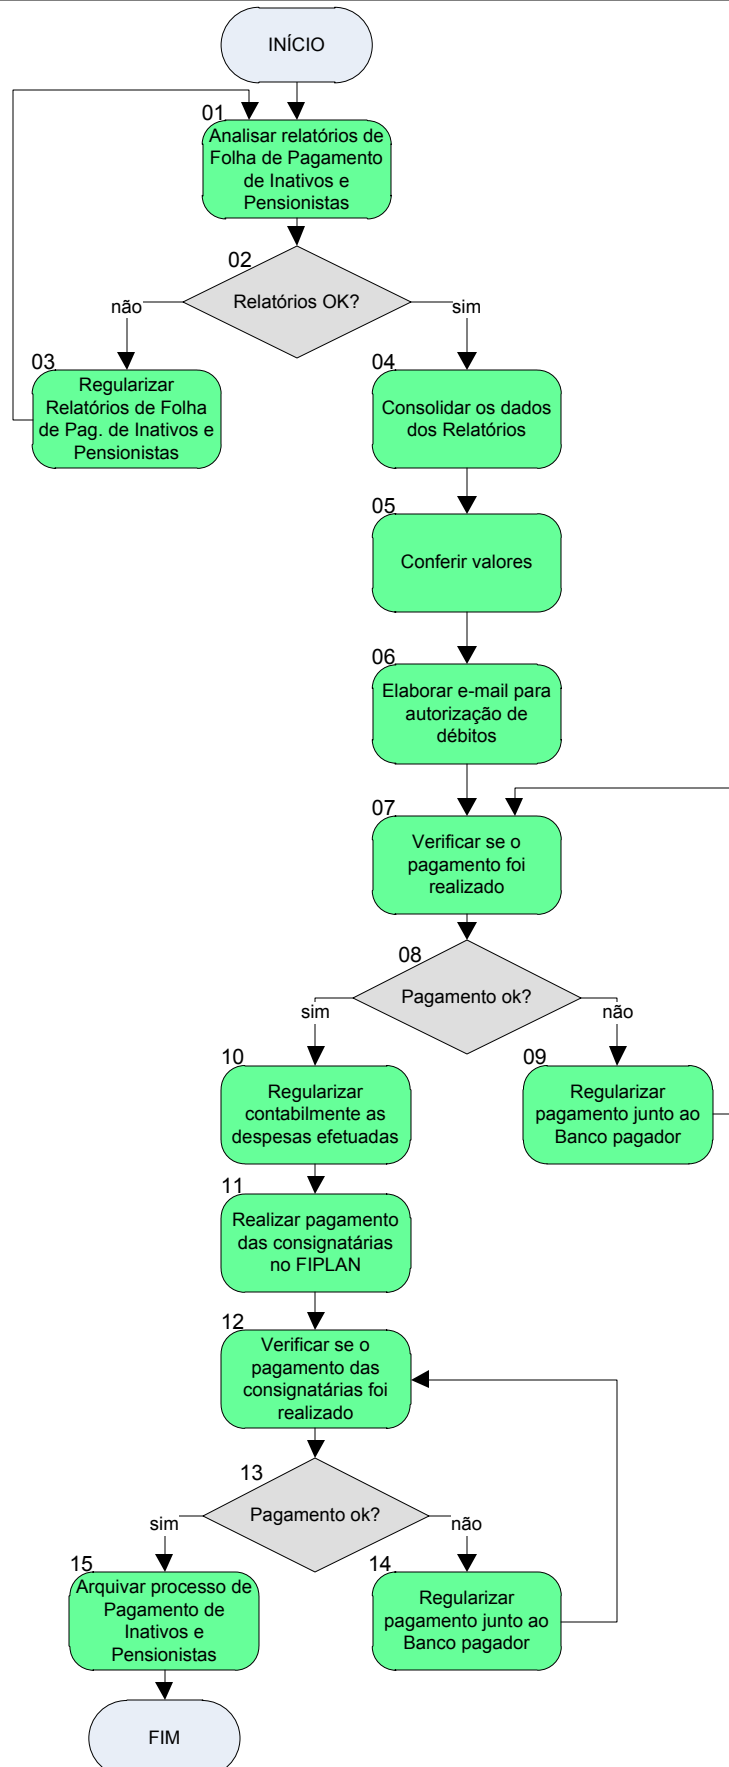 INÍCIO
01
Analisar relatórios de
Folha de Pagamento
de Inativos e
Pensionistas
02
Relatórios OK?
não
sim
03
Regularizar
Relatórios de Folha
de Pag. de Inativos e
Pensionistas
04
Consolidar os dados
dos Relatórios
05
Conferir valores
06
Elaborar e-mail para
autorização de
débitos
07
Verificar se o
pagamento foi
realizado
08
Pagamento ok?
sim
não
10
Regularizar
contabilmente as
despesas efetuadas
09
Regularizar
pagamento junto ao
Banco pagador
11
Realizar pagamento
das consignatárias
no FIPLAN
12
Verificar se o
pagamento das
consignatárias foi
realizado
13
Pagamento ok?
sim
não
15
Arquivar processo de
Pagamento de
Inativos e
Pensionistas
14
Regularizar
pagamento junto ao
Banco pagador
FIM